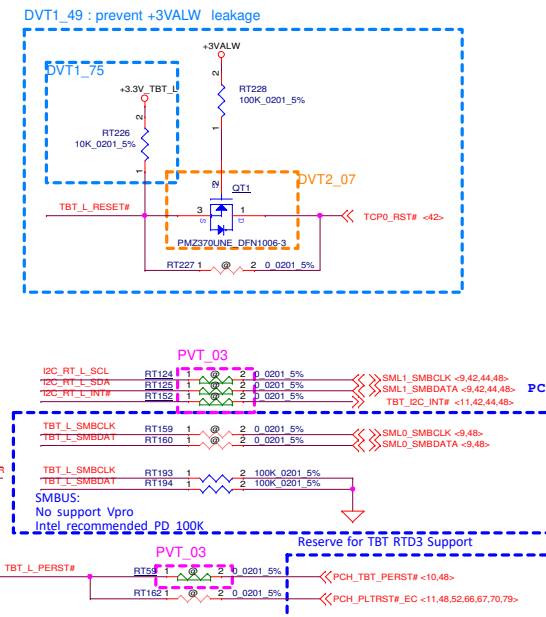 DVT1_49 : prevent +3VALW leakage
+3VALW
DVT1_75
+3.3V_TBT_L
2
RT228
100K_0201_5%
2
RT226
10K_0201_5%
1
1
DVT2_07
2
QT1
TBT_L_RESET#
3
S
D
1
TCP0_RST# <42>
PMZ370UNE_DFN1006-3
RT227 1 @ 2 0_0201_5%
PVT_03
I2C_RT_L_SCL RT124 1 @ 2 0_0201_5% SML1_SMBCLK <9,42,44,48>
I2C_RT_L_SDA RT125 1 @ 2 0_0201_5% SML1_SMBDATA <9,42,44,48>
I2C_RT_L_INT# RT152 1 @ 2 0_0201_5% TBT_I2C_INT# <11,42,44,48>
PC
TBT_L_SMBCLK RT159 1 @ 2 0_0201_5% SML0_SMBCLK <9,48>
TBT_L_SMBDAT RT160 1 @ 2 0_0201_5% SML0_SMBDATA <9,48>
TBT_L_SMBCLK RT193 1 2 100K_0201_5%
TBT_L_SMBDAT RT194 1 2 100K_0201_5%
SMBUS:
No support Vpro
Intel recommended PD 100K
Reserve for TBT RTD3 Support
PVT_03
TBT_L_PERST# RT59 1 @ 2 0_0201_5% PCH_TBT_PERST# <10,48>
RT162 1 @ 2 0_0201_5% PCH_PLTRST#_EC <11,48,52,66,67,70,79>